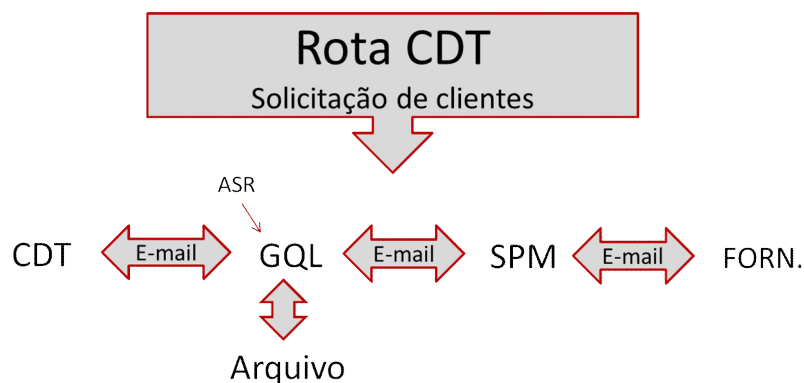 Rota CDT
Solicitação de clientes
ASR
CDT E-mail GQL E-mail SPM E-mail FORN.
Arquivo